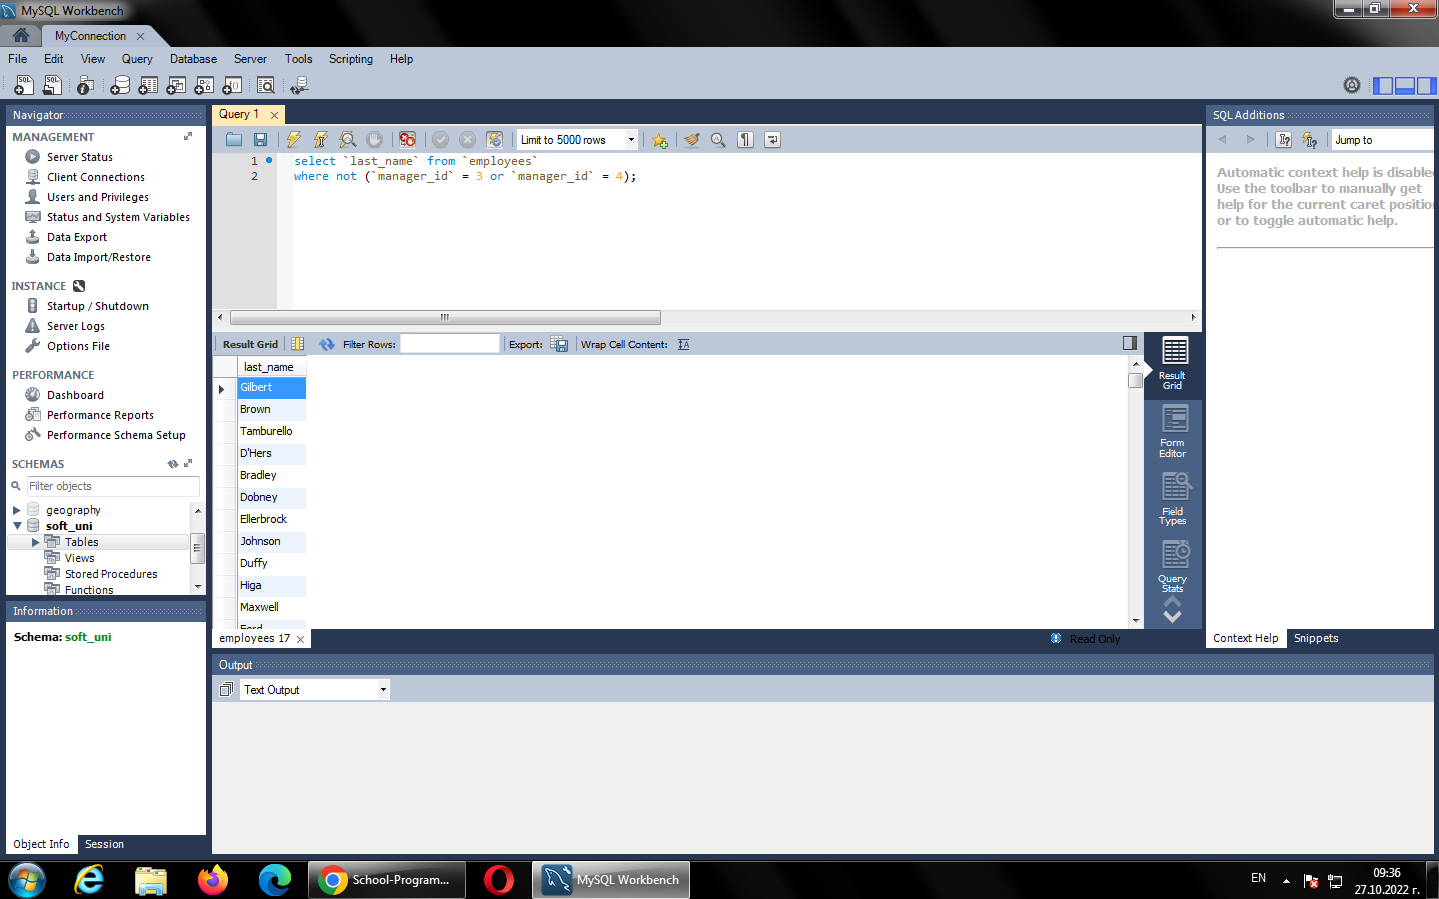 MySQL Workbench
MyConnection
File Edit View Query Database Server Tools Scripting Help
Navigator
MANAGEMENT
Server Status
Client Connections
Users and Privileges
Status and System Variables
Data Export
Data Import/Restore
INSTANCE
Startup / Shutdown
Server Logs
Options File
PERFORMANCE
Dashboard
Performance Reports
Performance Schema Setup
SCHEMAS
Filter objects
geography
soft_uni
Tables
Views
Stored Procedures
Functions
Information
Schema: soft_uni
Object Info Session
Query 1
Limit to 5000 rows
1 select `last_name` from `employees`
2 where not (`manager_id` = 3 or `manager_id` = 4);
Result Grid Filter Rows: Export: Wrap Cell Content:
last_name
Gilbert
Brown
Tamburello
D'Hers
Bradley
Dobney
Ellerbrock
Johnson
Duffy
Higa
Maxwell
Ford
Result
Grid
Form
Editor
Field
Types
Query
Stats
employees 17
Read Only
SQL Additions
Jump to
Automatic context help is disabled
Use the toolbar to manually get
help for the current caret position
or to toggle automatic help.
Context Help Snippets
Output
Text Output
School-Program...
MySQL Workbench
EN
09:36
27.10.2022 г.